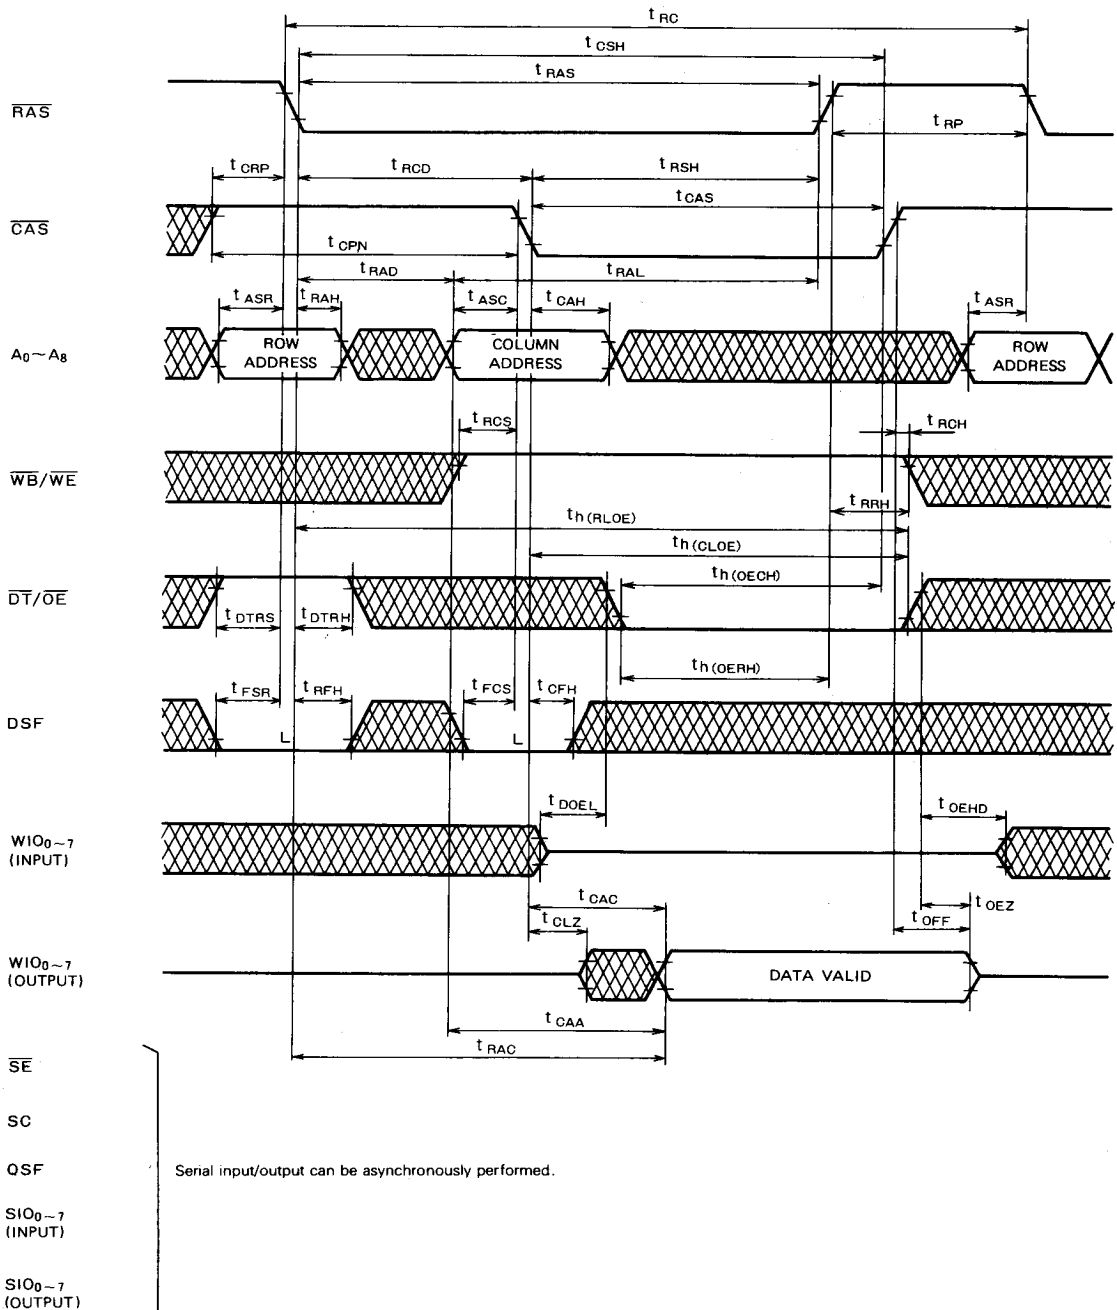 t RC
t CSH
t RAS
RAS
t RP
t CRP
t RCD
t RSH
t CAS
CAS
t CPN
t RAD
t RAL
t ASR
t RAH
t ASC
t CAH
t ASR
A0~A8
ROW ADDRESS
COLUMN ADDRESS
ROW ADDRESS
t RCS
t RCH
WB/WE
t RRH
th (RLOE)
th (CLOE)
th (OECH)
DT/OE
t DTRS
t DTRH
th (OERH)
t FSR
t RFH
t FCS
t CFH
DSF
L
L
t DOEL
t OEHD
WIO0~7
(INPUT)
t CAC
t OEZ
t CLZ
t OFF
WIO0~7
(OUTPUT)
DATA VALID
t CAA
t RAC
SE
SC
QSF
Serial input/output can be asynchronously performed.
SIO0~7
(INPUT)
SIO0~7
(OUTPUT)